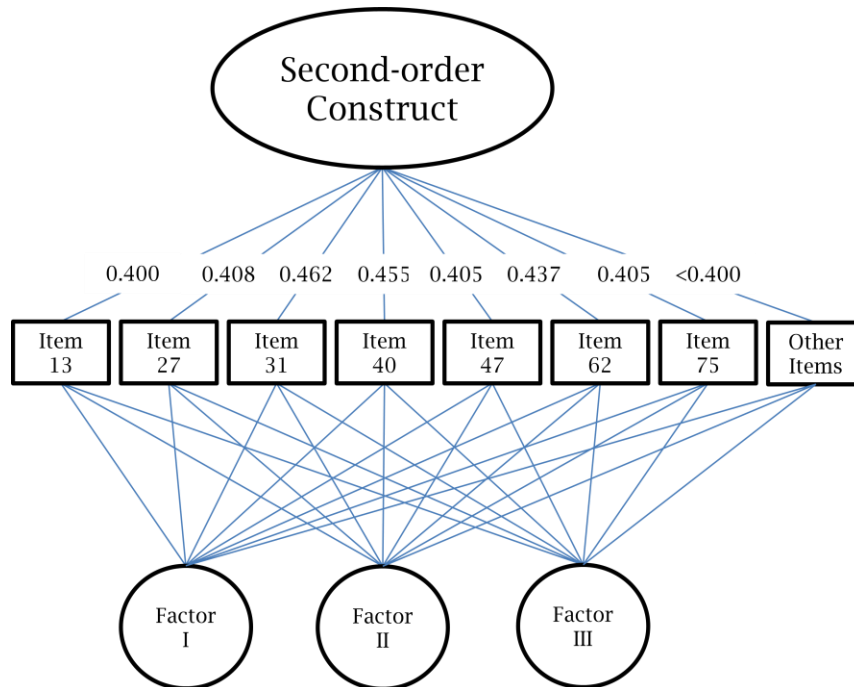 Second-order
Construct
0.400 0.408 0.462 0.455 0.405 0.437 0.405 <0.400
Item
13
Item
27
Item
31
Item
40
Item
47
Item
62
Item
75
Other
Items
Factor
I
Factor
II
Factor
III